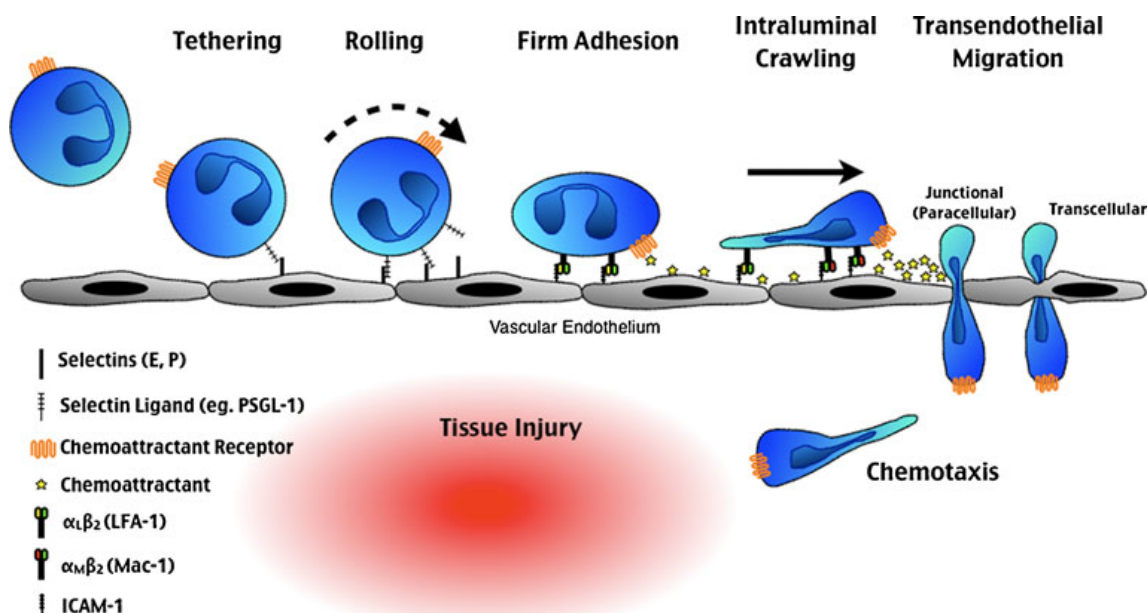 Tethering
Rolling
Firm Adhesion
Intraluminal
Crawling
Transendothelial
Migration
Junctional
(Paracellular)
Transcellular
Vascular Endothelium
Selectins (E, P)
Selectin Ligand (eg. PSGL-1)
Chemoattractant Receptor
Chemoattractant
αLβ2 (LFA-1)
αMβ2 (Mac-1)
ICAM-1
Tissue Injury
Chemotaxis